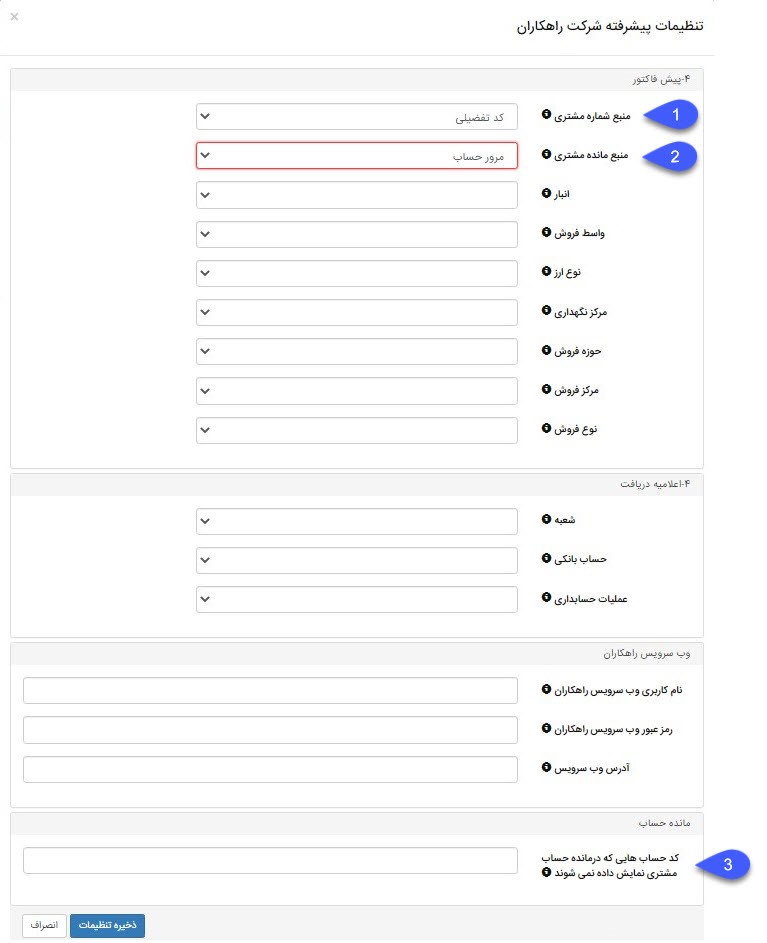 ×
تنظیمات پیشرفته شرکت راهکاران
۴-پیش فاکتور
منبع شماره مشتری
کد تفضیلی
1
منبع مانده مشتری
مرور حساب
2
انبار
واسط فروش
نوع ارز
مرکز نگهداری
حوزه فروش
مرکز فروش
نوع فروش
۴-اعلامیه دریافت
شعبه
حساب بانکی
عملیات حسابداری
وب سرویس راهکاران
نام کاربری وب سرویس راهکاران
رمز عبور وب سرویس راهکاران
آدرس وب سرویس
مانده حساب
کد حساب هایی که درمانده حساب
مشتری نمایش داده نمی شوند
3
ذخیره تنظیمات
انصراف